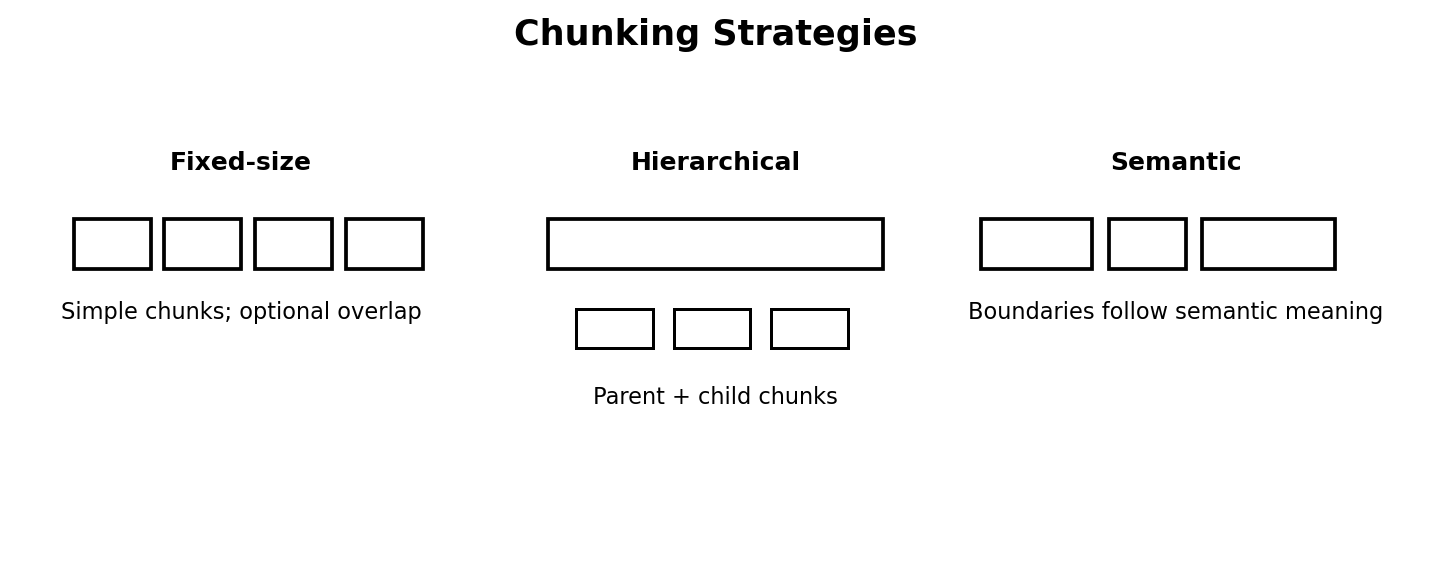 Chunking Strategies
Fixed-size
Hierarchical
Semantic
Simple chunks; optional overlap
Boundaries follow semantic meaning
Parent + child chunks